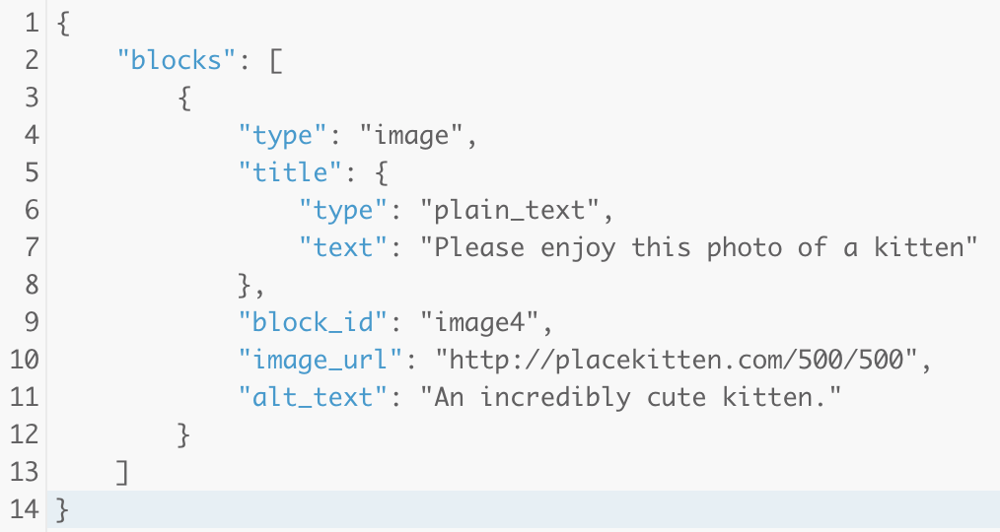 1 {
2     "blocks": [
3         {
4             "type": "image",
5             "title": {
6                 "type": "plain_text",
7                 "text": "Please enjoy this photo of a kitten"
8             },
9             "block_id": "image4",
10             "image_url": "http://placekitten.com/500/500",
11             "alt_text": "An incredibly cute kitten."
12         }
13     ]
14 }